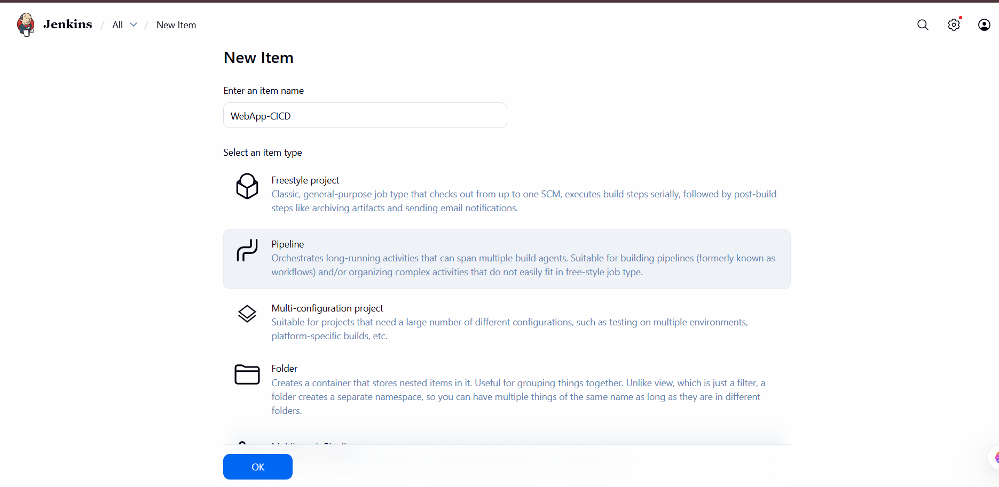 Jenkins / All / New Item
New Item
Enter an item name
WebApp-CICD
Select an item type
Freestyle project
Classic, general-purpose job type that checks out from up to one SCM, executes build steps serially, followed by post-build
steps like archiving artifacts and sending email notifications.
Pipeline
Orchestrates long-running activities that can span multiple build agents. Suitable for building pipelines (formerly known as
workflows) and/or organizing complex activities that do not easily fit in free-style job type.
Multi-configuration project
Suitable for projects that need a large number of different configurations, such as testing on multiple environments,
platform-specific builds, etc.
Folder
Creates a container that stores nested items in it. Useful for grouping things together. Unlike view, which is just a filter, a
folder creates a separate namespace, so you can have multiple things of the same name as long as they are in different
folders.
OK